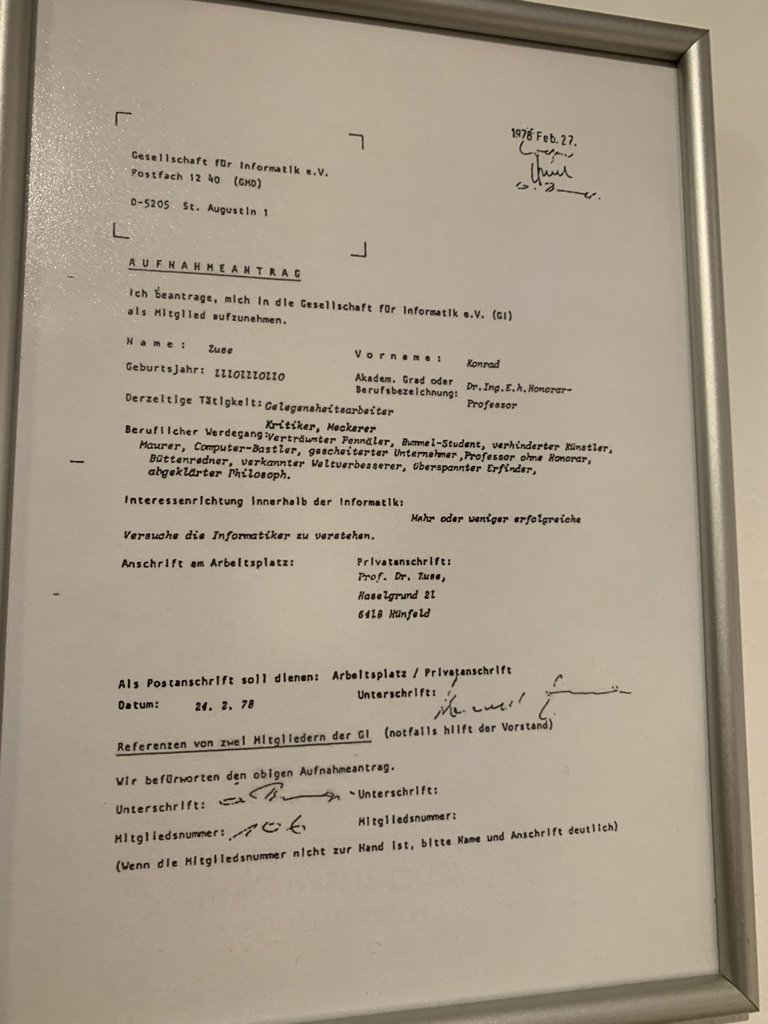 1978 Feb. 27.
Gesellschaft für Informatik e.V.
Postfach 12 40 (GMD)
D-5205 St. Augustin 1
AUFNAHMEANTRAG
Ich beantrage, mich in die Gesellschaft für Informatik e.V. (GI)
als Mitglied aufzunehmen.
Name: Zuse Vorname: Konrad
Geburtsjahr: 11101110110 Akadem. Grad oder Dr.Ing.E.h.Honorar-
Berufsbezeichnung: Professor
Derzeitige Tätigkeit: Gelegensheitsarbeiter
Kritiker, Meckerer
Beruflicher Werdegang: Verträumter Pennäler, Bummel-Student, verhinderter Künstler,
Maurer, Computer-Bastler, gescheiterter Unternehmer, Professor ohne Honorar,
Büttenredner, verkannter Weltverbesserer, überspannter Erfinder,
abgeklärter Philosoph.
Interessenrichtung innerhalb der Informatik:
Mehr oder weniger erfolgreiche
Versuche die Informatiker zu verstehen.
Anschrift am Arbeitsplatz: Privatanschrift:
Prof. Dr. Zuse,
Haselgrund 21
6418 Hünfeld
Als Postanschrift soll dienen: Arbeitsplatz / Privatanschrift
Datum: 24. 2. 78 Unterschrift:
Referenzen von zwei Mitgliedern der GI (notfalls hilft der Vorstand)
Wir befürworten den obigen Aufnahmeantrag.
Unterschrift: Unterschrift:
Mitgliedsnummer: 106 Mitgliedsnummer:
(Wenn die Mitgliedsnummer nicht zur Hand ist, bitte Name und Anschrift deutlich)